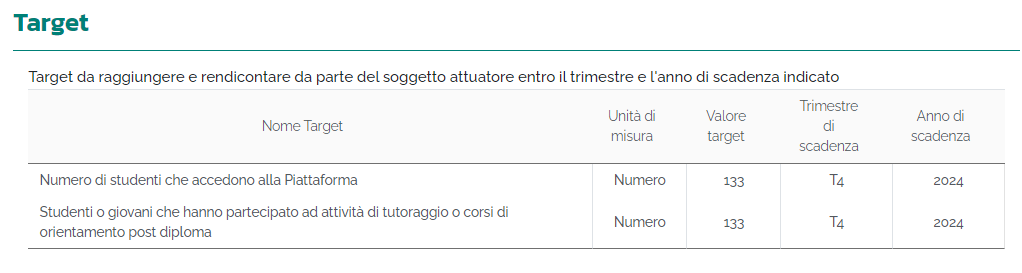 Target
Target da raggiungere e rendicontare da parte del soggetto attuatore entro il trimestre e l'anno di scadenza indicato
Nome Target
Unità di
misura
Valore
target
Trimestre
di
scadenza
Anno di
scadenza
Numero di studenti che accedono alla Piattaforma
Numero
133
T4
2024
Studenti o giovani che hanno partecipato ad attività di tutoraggio o corsi di
orientamento post diploma
Numero
133
T4
2024